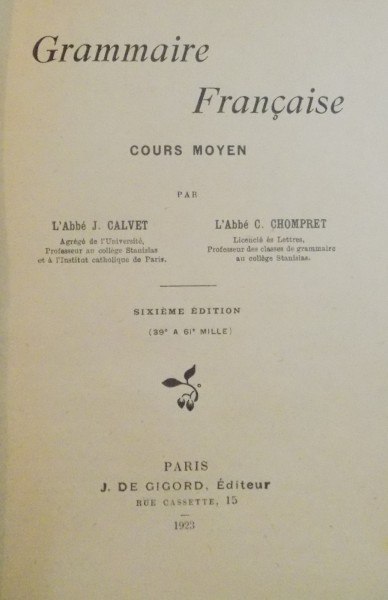 Grammaire
Française
COURS MOYEN
PAR
L'Abbé J. CALVET
Agrégé de l'Université,
Professeur au collège Stanislas
et à l'Institut catholique de Paris.
L'Abbé C. CHOMPRET
Licencié ès Lettres,
Professeur des classes de grammaire
au collège Stanislas.
SIXIÈME ÉDITION
(39e A 61e MILLE)
PARIS
J. DE GIGORD, Éditeur
RUE CASSETTE, 15
1923